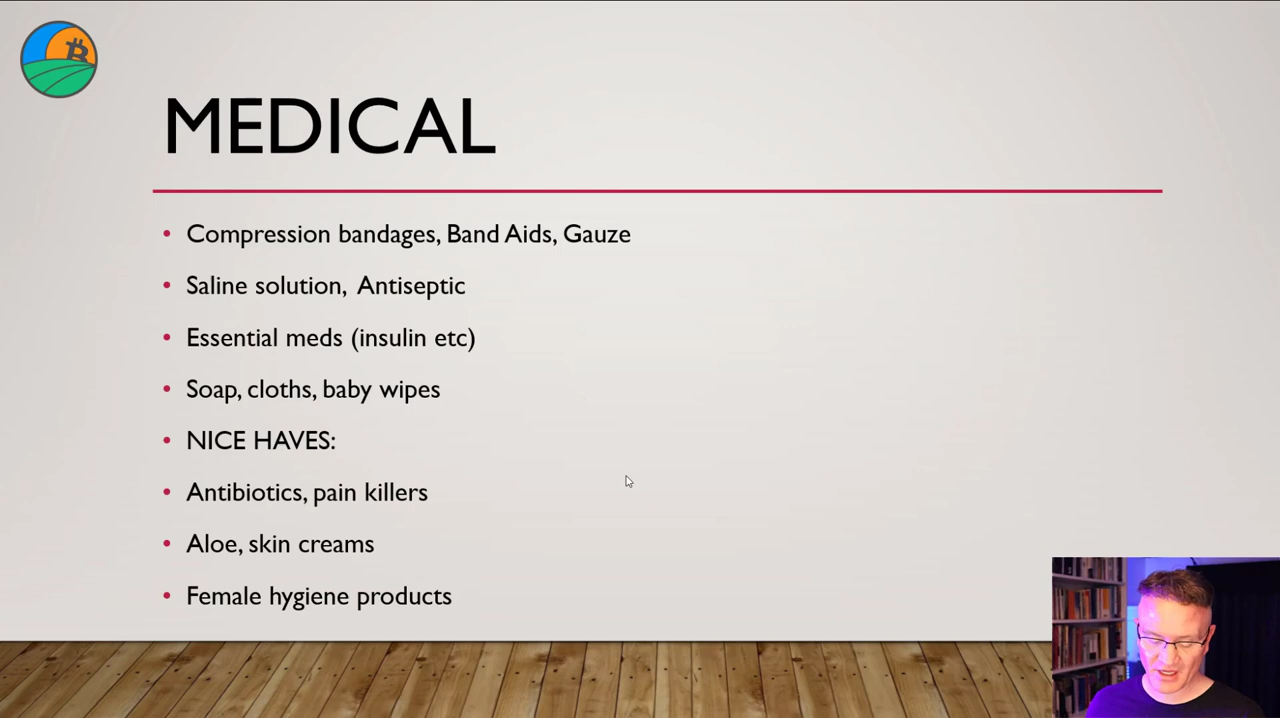 MEDICAL
Compression bandages, Band Aids, Gauze
Saline solution, Antiseptic
Essential meds (insulin etc)
Soap, cloths, baby wipes
NICE HAVES:
Antibiotics, pain killers
Aloe, skin creams
Female hygiene products